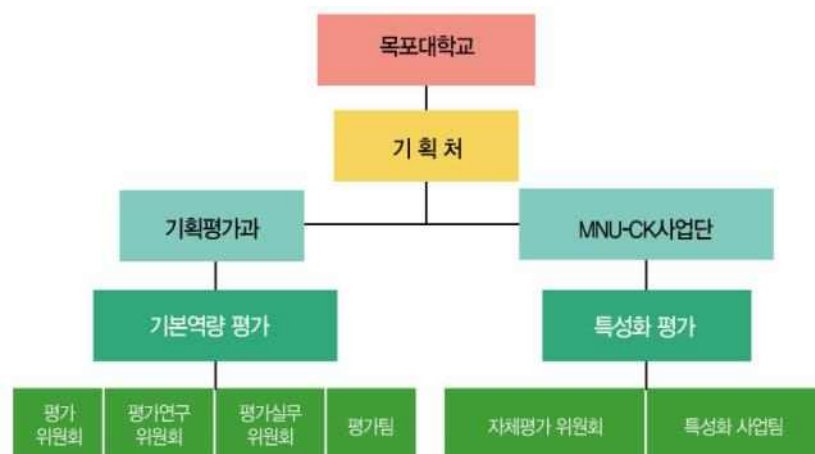 목포대학교
기 획 처
기획평가과
MNU-CK사업단
기본역량 평가
특성화 평가
평가
위원회
평가연구
위원회
평가실무
위원회
평가팀
자체평가 위원회
특성화 사업팀